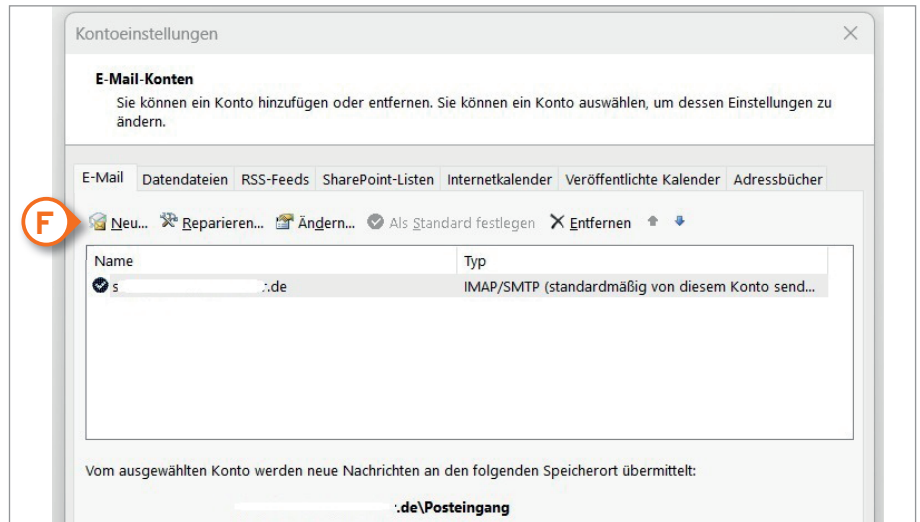 Kontoeinstellungen
E-Mail-Konten
Sie können ein Konto hinzufügen oder entfernen. Sie können ein Konto auswählen, um dessen Einstellungen zu
ändern.
E-Mail Datendateien RSS-Feeds SharePoint-Listen Internetkalender Veröffentlichte Kalender Adressbücher
F Neu... Reparieren... Ändern... Als Standard festlegen Entfernen
Name Typ
s .de IMAP/SMTP (standardmäßig von diesem Konto send...
Vom ausgewählten Konto werden neue Nachrichten an den folgenden Speicherort übermittelt:
.de\Posteingang